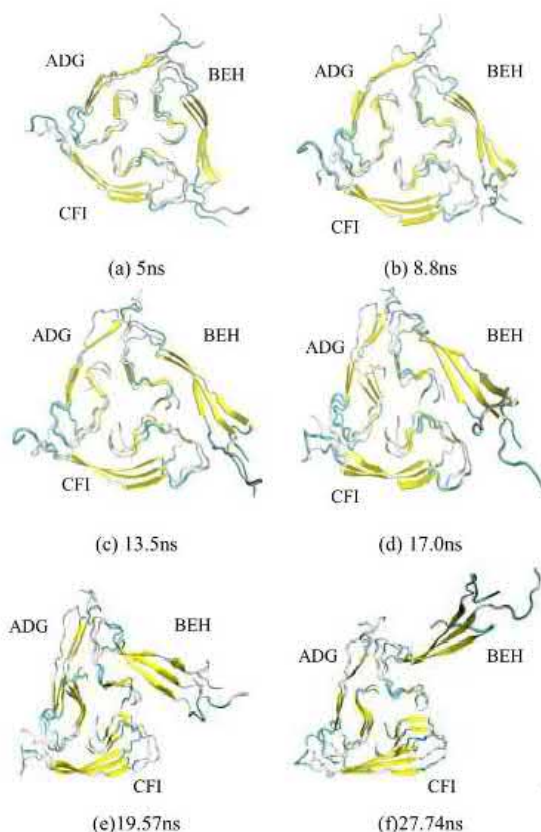 ADG
BEH
CFI
(a) 5ns
ADG
BEH
CFI
(b) 8.8ns
ADG
BEH
CFI
(c) 13.5ns
ADG
BEH
CFI
(d) 17.0ns
ADG
BEH
CFI
(e)19.57ns
ADG
BEH
CFI
(f)27.74ns